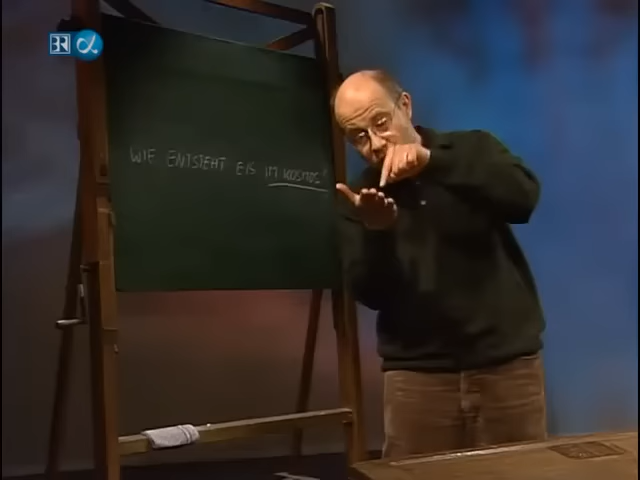 BR α
WIE ENTSTEHT EIS IM KOSMOS?